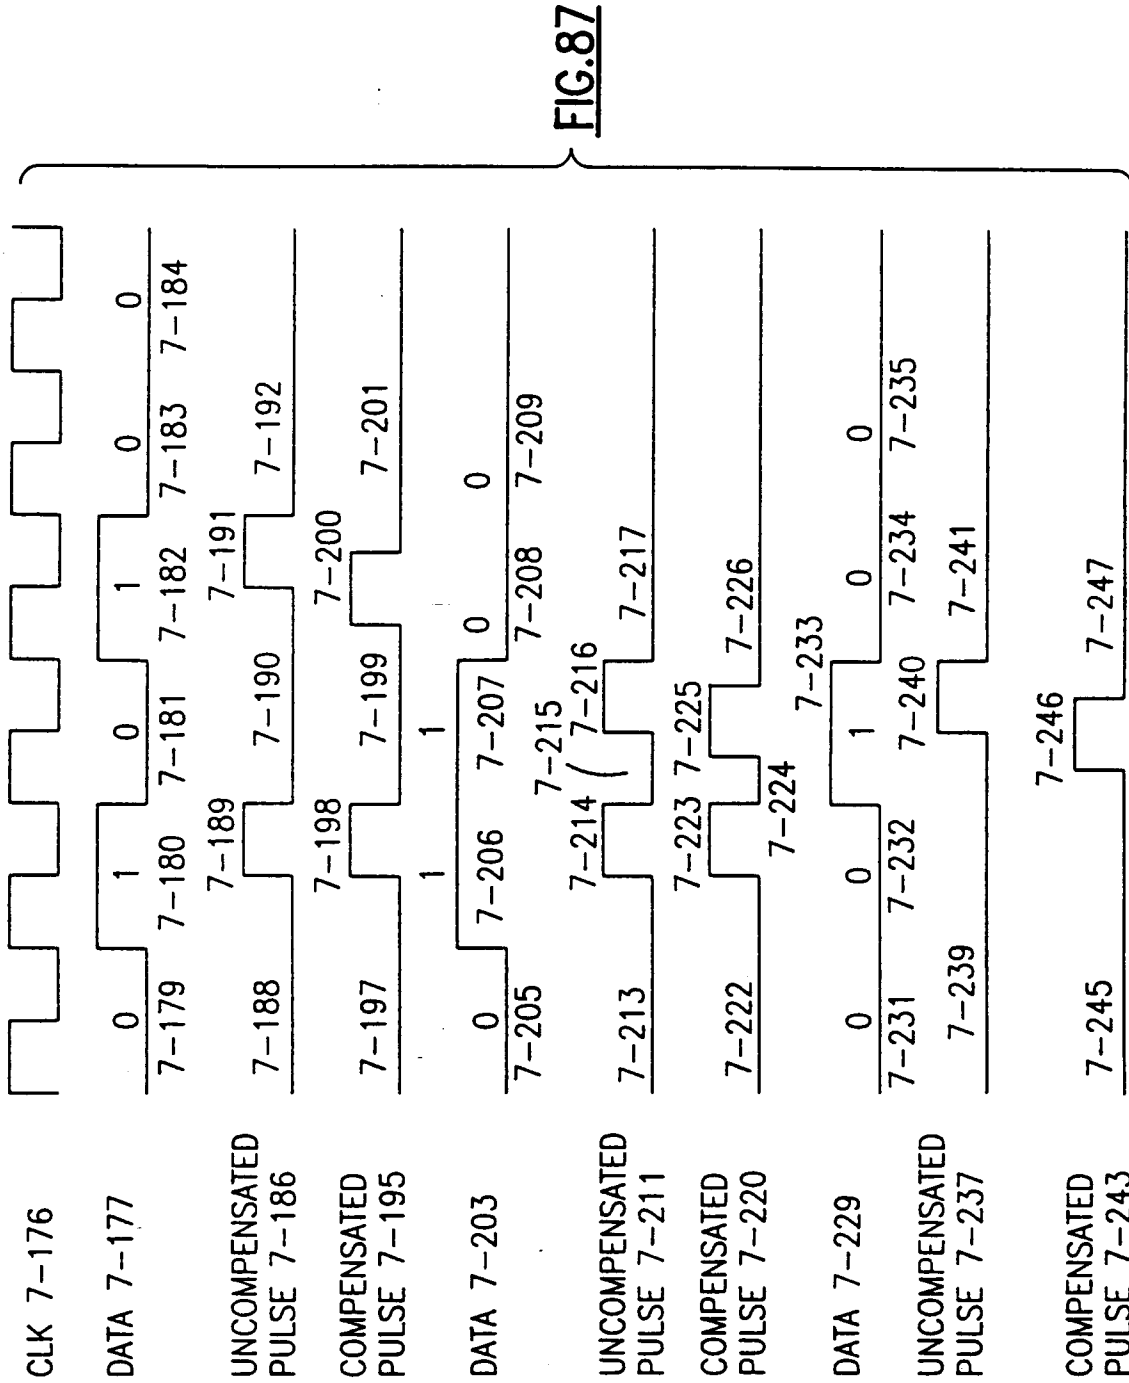 CLK 7-176
DATA 7-177
0 1 0 1 0 0
7-179 7-180 7-181 7-182 7-183 7-184
UNCOMPENSATED
PULSE 7-186
7-188 7-189 7-190 7-191 7-192
COMPENSATED
PULSE 7-195
7-197 7-198 7-199 7-200 7-201
DATA 7-203
0 1 1 0 0
7-205 7-206 7-207 7-208 7-209
UNCOMPENSATED
PULSE 7-211
7-213 7-214 7-215 7-216 7-217
COMPENSATED
PULSE 7-220
7-222 7-223 7-224 7-225 7-226
DATA 7-229
0 0 1 0 0
7-231 7-232 7-233 7-234 7-235
UNCOMPENSATED
PULSE 7-237
7-239 7-240 7-241
COMPENSATED
PULSE 7-243
7-245 7-246 7-247
FIG.87